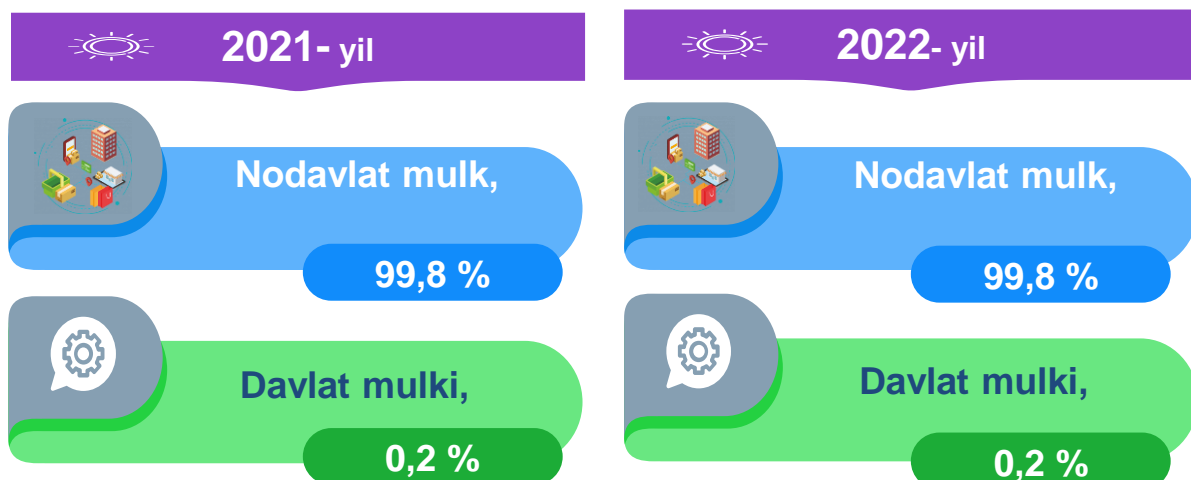 2021- yil
Nodavlat mulk,
99,8 %
Davlat mulki,
0,2 %
2022- yil
Nodavlat mulk,
99,8 %
Davlat mulki,
0,2 %